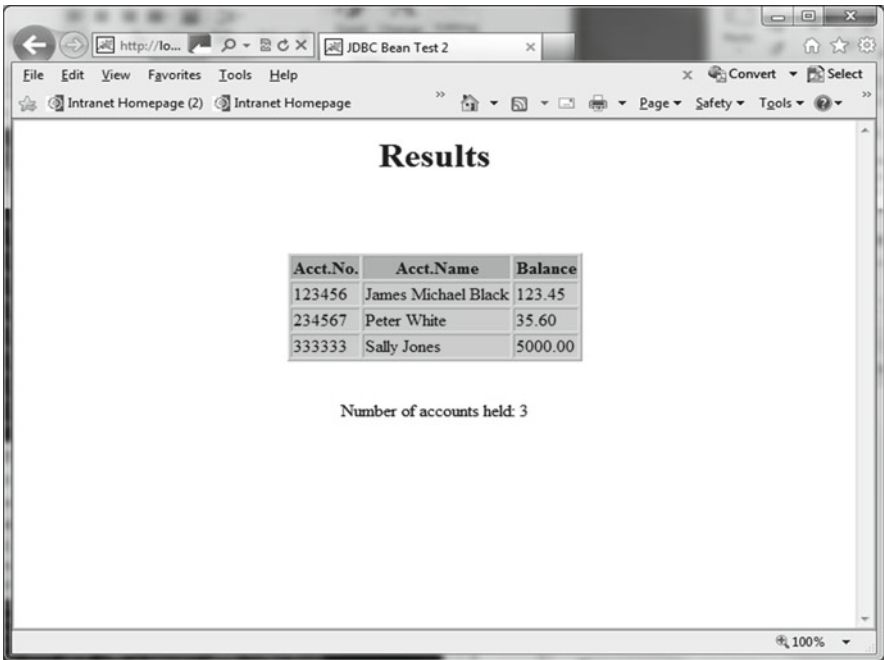 http://lo...
JDBC Bean Test 2
File Edit View Favorites Tools Help
x Convert Select
Intranet Homepage (2) Intranet Homepage
Page Safety Tools
Results
Acct.No. Acct.Name Balance
123456 James Michael Black 123.45
234567 Peter White 35.60
333333 Sally Jones 5000.00
Number of accounts held: 3
100%